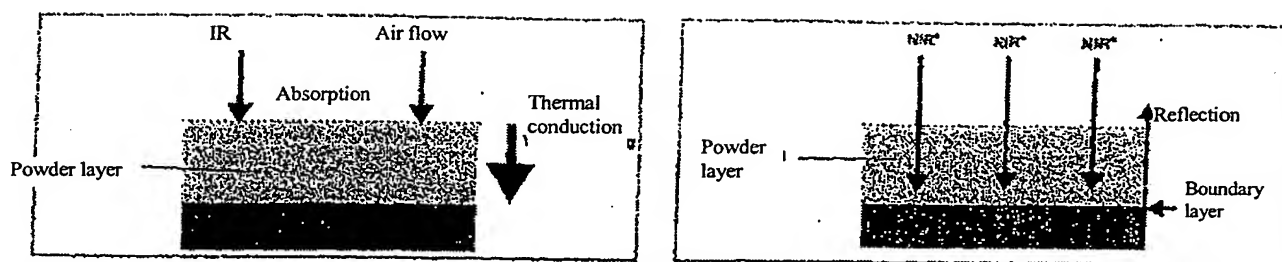 IR
Air flow
Absorption
Thermal
conduction
Powder layer
NIR*
NIR*
NIR*
Reflection
Powder
layer
Boundary
layer